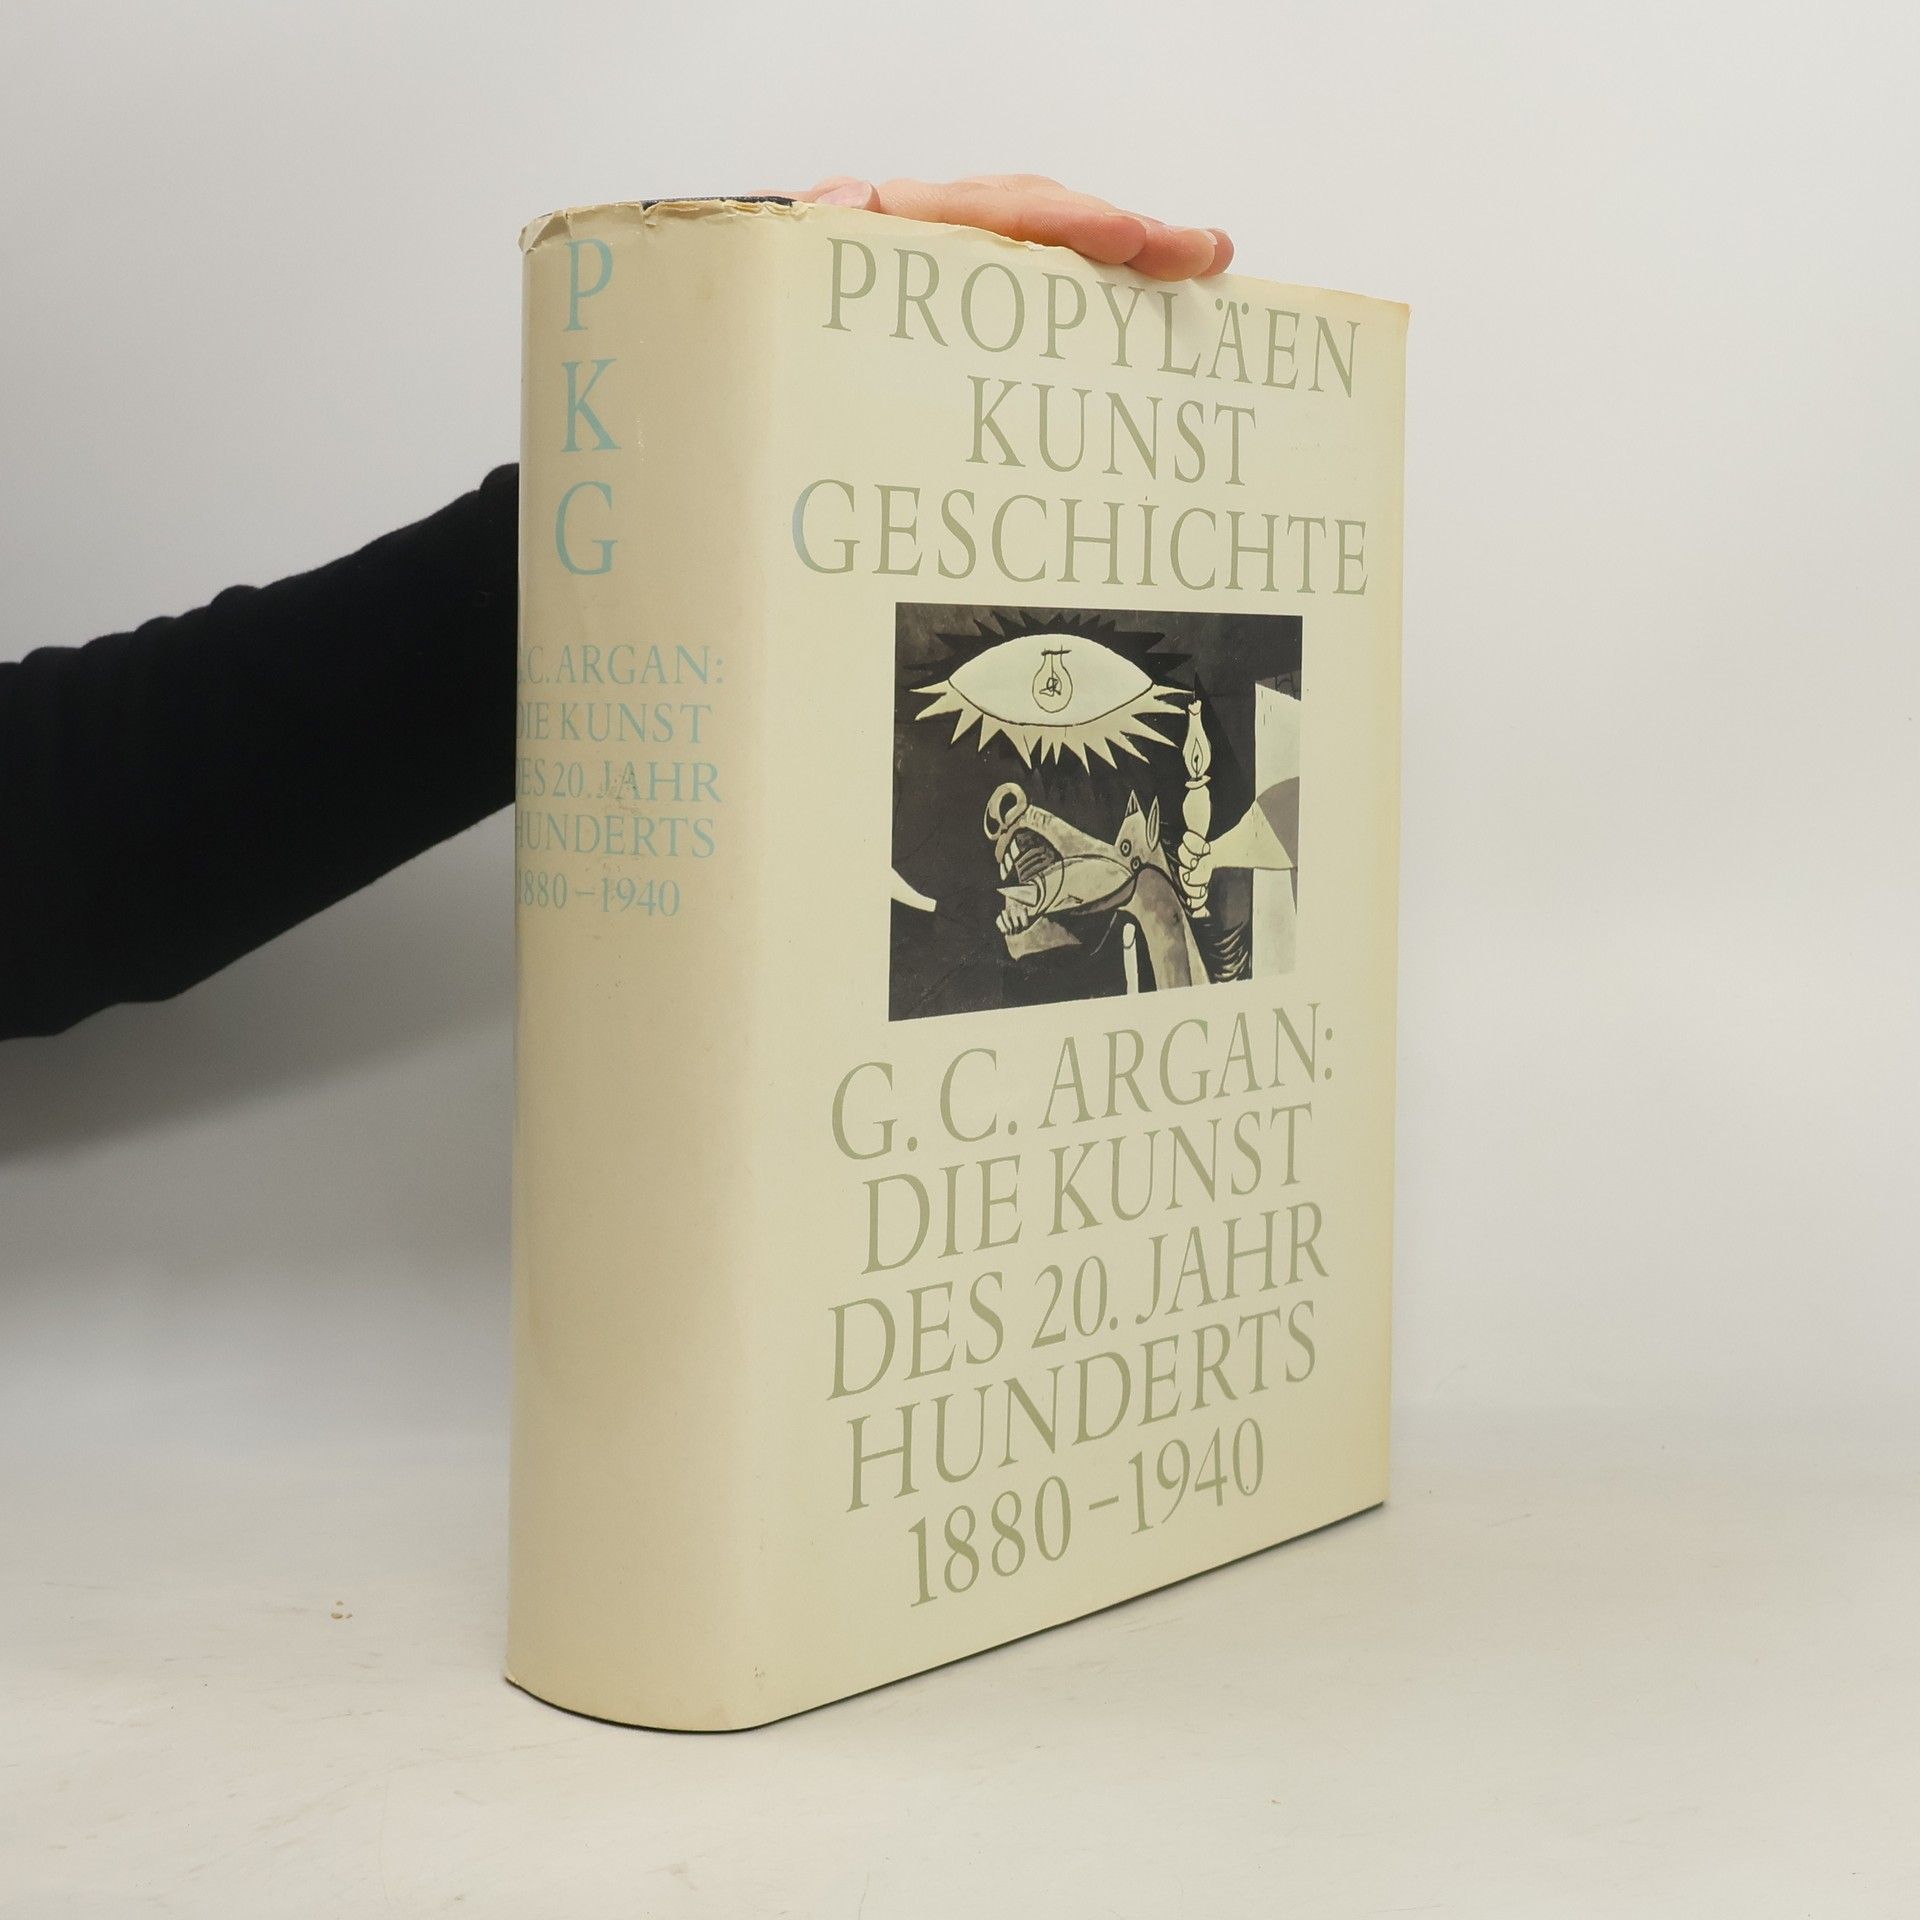 P
K
G
G.C. ARGAN:
DIE KUNST
DES 20. JAHR
HUNDERTS
1880–1940
PROPYLÄEN
KUNST
GESCHICHTE
G. C. ARGAN:
DIE KUNST
DES 20. JAHR
HUNDERTS
1880–1940